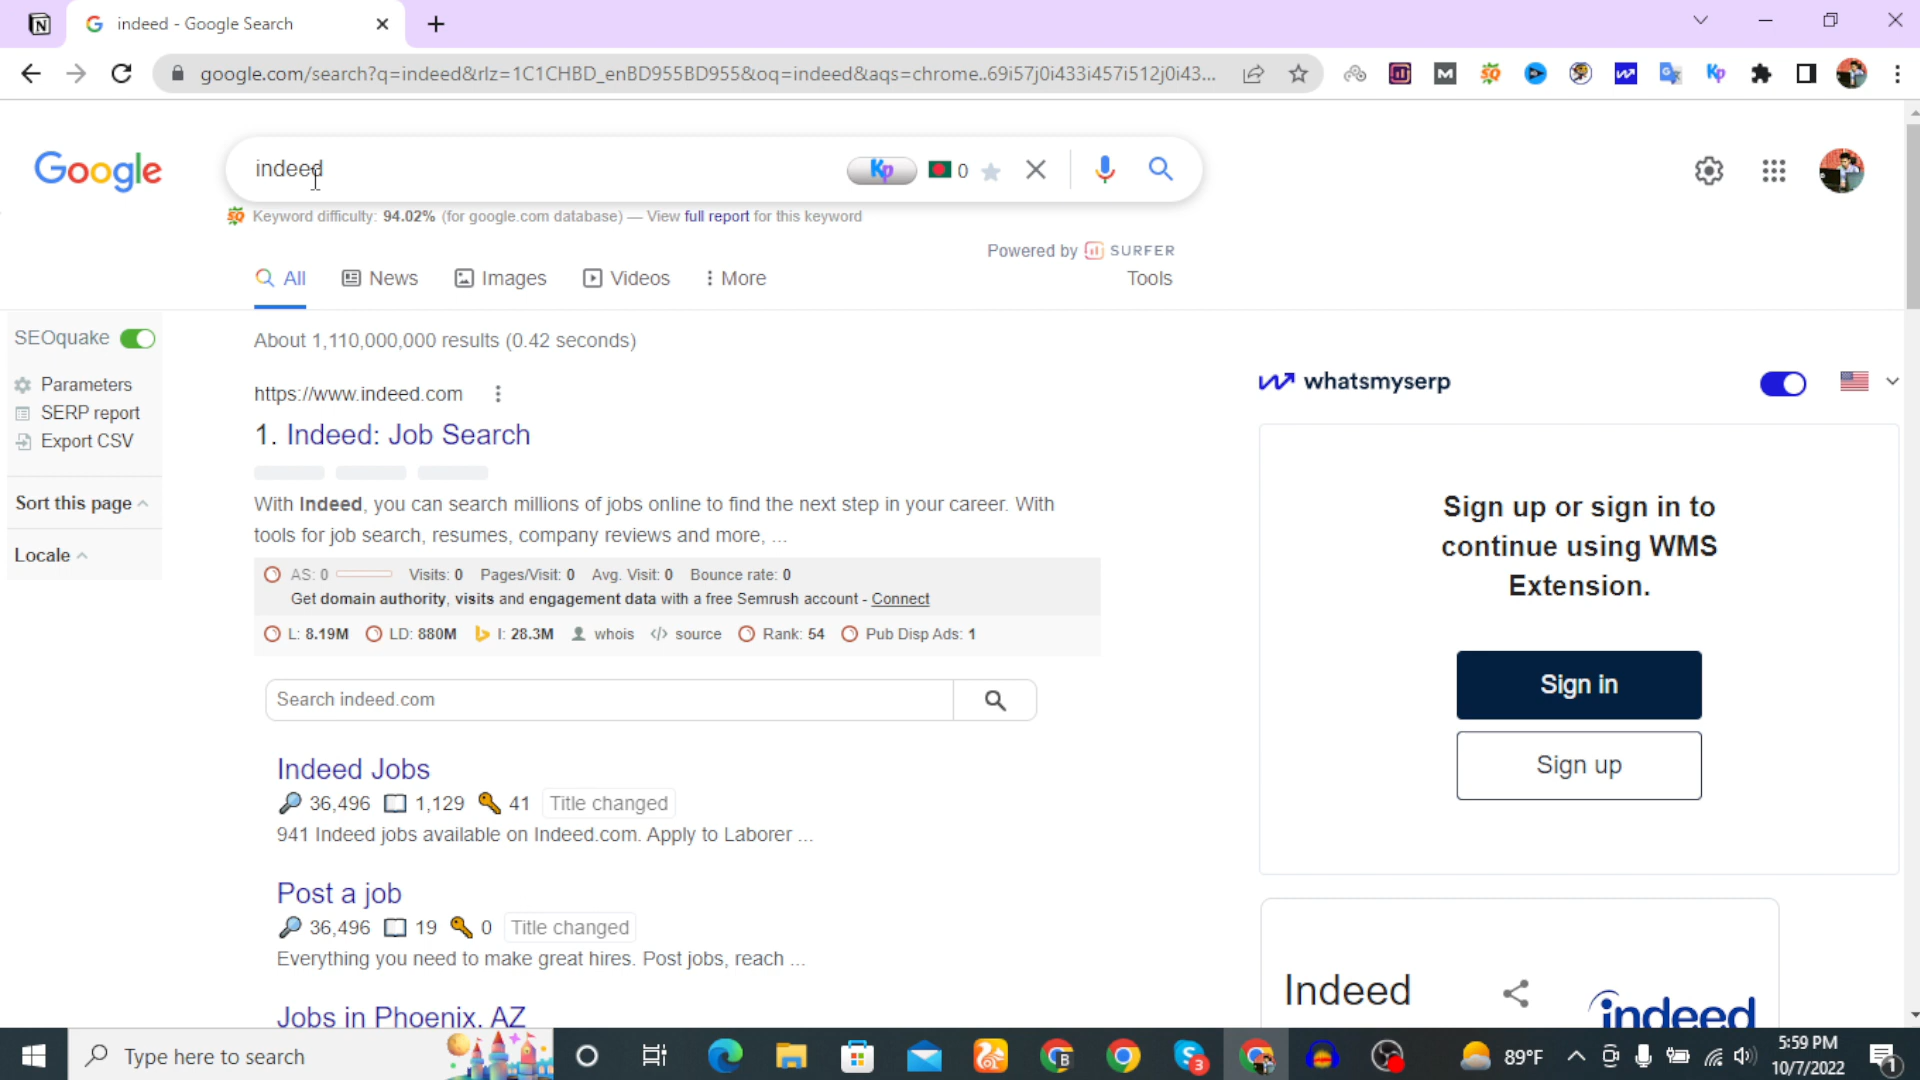 indeed - Google Search
google.com/search?q=indeed&rlz=1C1CHBD_enBD955BD955&oq=indeed&aqs=chrome..69i57j0i433i457i512j0i43...
Google
indeed
Kp
0
Keyword difficulty: 94.02% (for google.com database) — View full report for this keyword
Powered by SURFER
All
News
Images
Videos
More
Tools
SEOquake
Parameters
SERP report
Export CSV
Sort this page
Locale
About 1,110,000,000 results (0.42 seconds)
https://www.indeed.com
1. Indeed: Job Search
With Indeed, you can search millions of jobs online to find the next step in your career. With
tools for job search, resumes, company reviews and more, ...
AS: 0 Visits: 0 Pages/Visit: 0 Avg. Visit: 0 Bounce rate: 0
Get domain authority, visits and engagement data with a free Semrush account - Connect
L: 8.19M LD: 880M I: 28.3M whois source Rank: 54 Pub Disp Ads: 1
Search indeed.com
Indeed Jobs
36,496 1,129 41 Title changed
941 Indeed jobs available on Indeed.com. Apply to Laborer ...
Post a job
36,496 19 0 Title changed
Everything you need to make great hires. Post jobs, reach ...
Jobs in Phoenix, AZ
whatsmyserp
Sign up or sign in to
continue using WMS
Extension.
Sign in
Sign up
Indeed
indeed
Type here to search
89°F
5:59 PM
10/7/2022